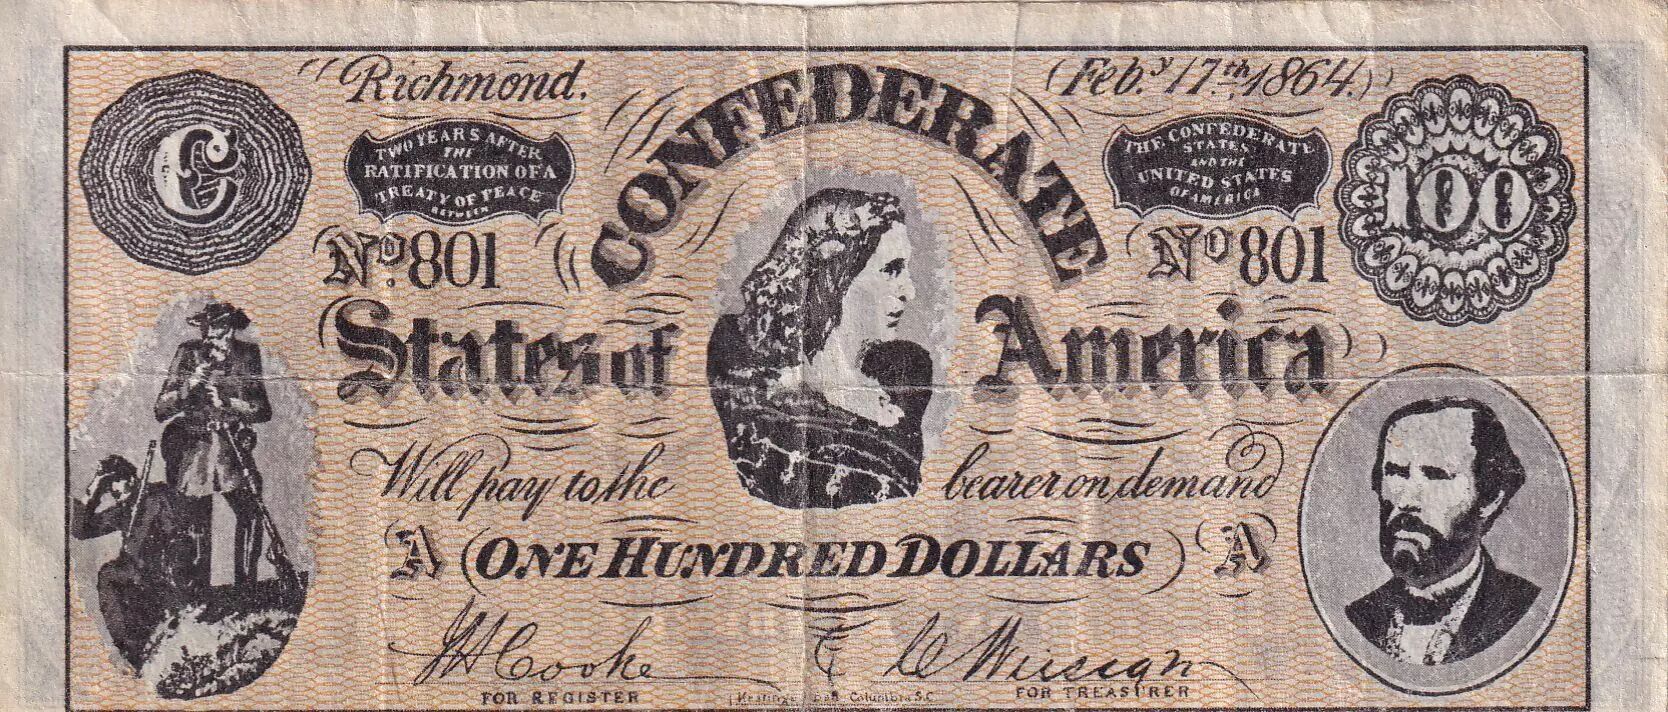 Richmond.
(Feb.y 17th 1864.)
C
TWO YEARS AFTER
THE
RATIFICATION OF A
TREATY OF PEACE
BETWEEN
CONFEDERATE
THE CONFEDERATE
STATES
AND THE
UNITED STATES
OF AMERICA
100
No. 801
No 801
States of America
Will pay to the bearer on demand
A ONE HUNDRED DOLLARS A
Cooke
FOR REGISTER
Columbia S.C.
FOR TREASURER